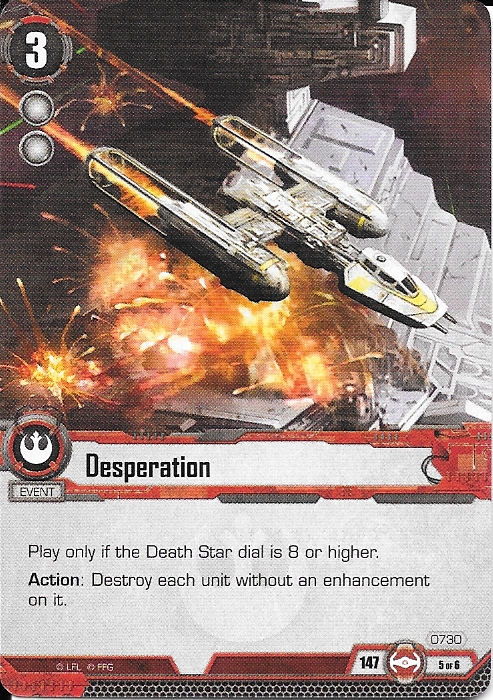 3
Desperation
EVENT
Play only if the Death Star dial is 8 or higher.
Action: Destroy each unit without an enhancement
on it.
0730
© LFL © FFG
147
5 OF 6